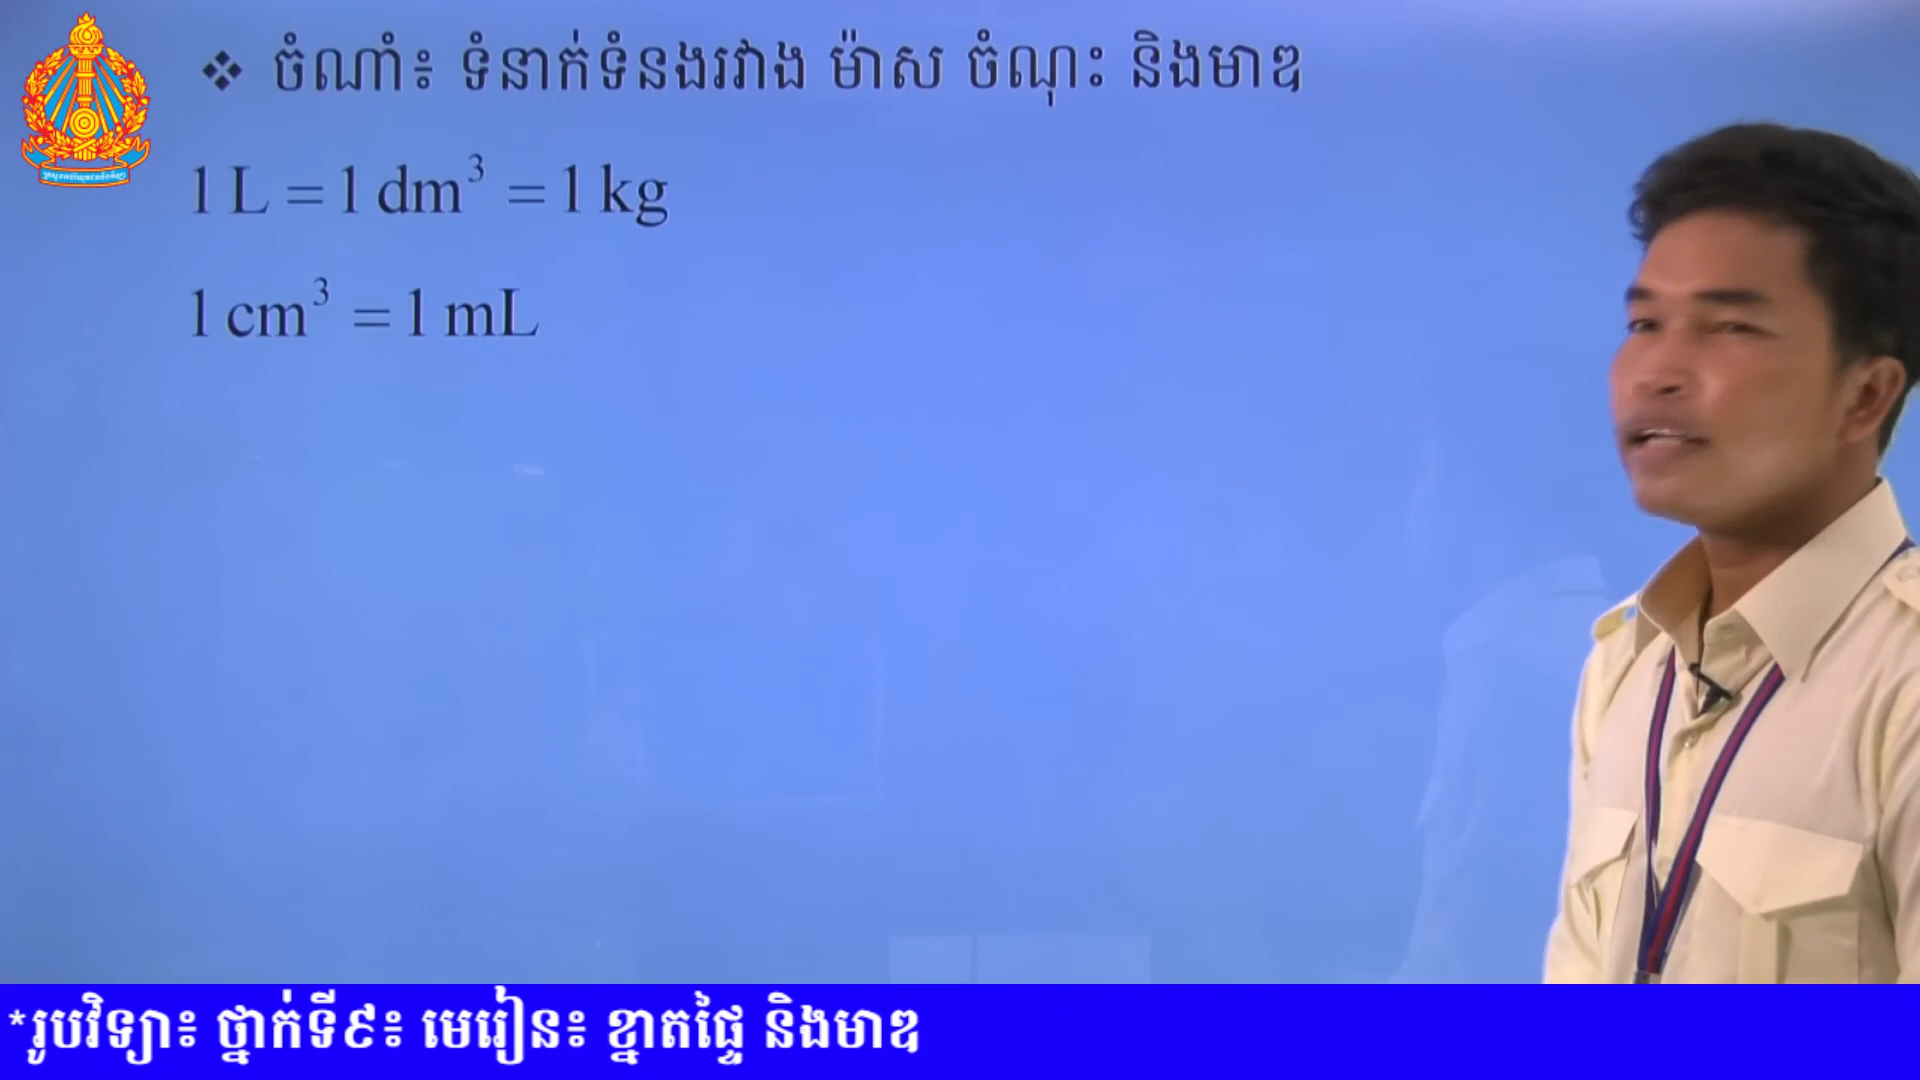 ❖ ចំណាំ៖ ទំនាក់ទំនងរវាង ម៉ាស ចំណុះ និងមាឌ
1 L = 1 dm³ = 1 kg
1 cm³ = 1 mL
*រូបវិទ្យា៖ ថ្នាក់ទី៩៖ មេរៀន៖ ខ្នាតផ្ទៃ និងមាឌ